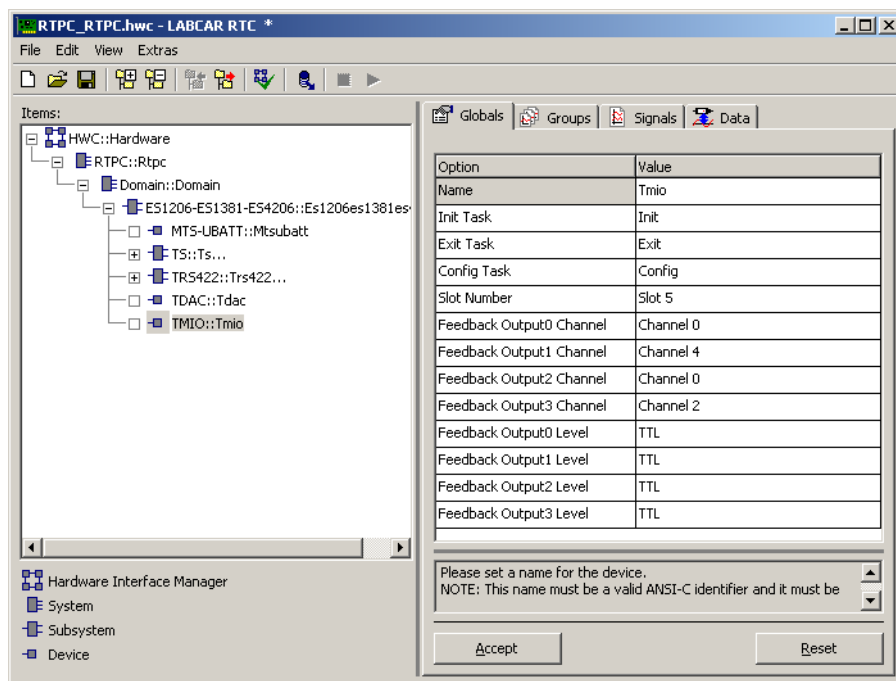 RTPC_RTPC.hwc - LABCAR RTC *
File Edit View Extras
Items:
HWC::Hardware
RTPC::Rtpc
Domain::Domain
ES1206-ES1381-ES4206::Es1206es1381es
MTS-UBATT::Mtsubatt
TS::Ts...
TRS422::Trs422...
TDAC::Tdac
TMIO::Tmio
Hardware Interface Manager
System
Subsystem
Device
Globals Groups Signals Data
Option Value
Name Tmio
Init Task Init
Exit Task Exit
Config Task Config
Slot Number Slot 5
Feedback Output0 Channel Channel 0
Feedback Output1 Channel Channel 4
Feedback Output2 Channel Channel 0
Feedback Output3 Channel Channel 2
Feedback Output0 Level TTL
Feedback Output1 Level TTL
Feedback Output2 Level TTL
Feedback Output3 Level TTL
Please set a name for the device.
NOTE: This name must be a valid ANSI-C identifier and it must be
Accept Reset